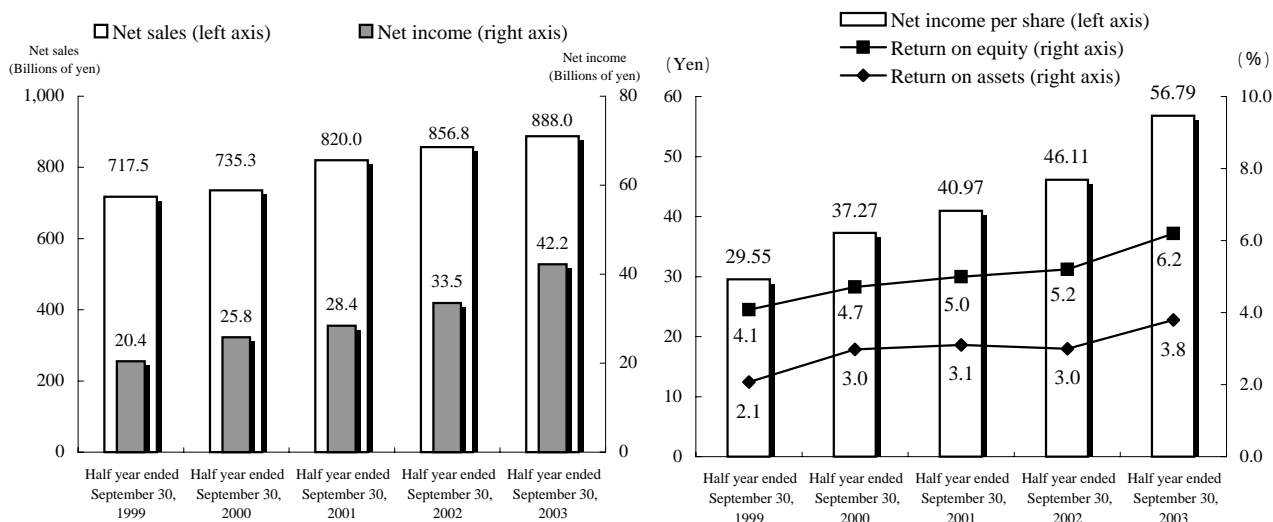 Net sales (left axis) Net income (right axis)
Net sales
(Billions of yen)
Net income
(Billions of yen)
1,000
800
600
400
200
0
80
60
40
20
0
717.5
735.3
820.0
856.8
888.0
20.4
25.8
28.4
33.5
42.2
Half year ended
September 30,
1999
Half year ended
September 30,
2000
Half year ended
September 30,
2001
Half year ended
September 30,
2002
Half year ended
September 30,
2003
Net income per share (left axis)
Return on equity (right axis)
Return on assets (right axis)
(Yen)
(%)
60
50
40
30
20
10
0
10.0
8.0
6.0
4.0
2.0
0.0
29.55
37.27
40.97
46.11
56.79
4.1
4.7
5.0
5.2
6.2
2.1
3.0
3.1
3.0
3.8
Half year ended
September 30,
1999
Half year ended
September 30,
2000
Half year ended
September 30,
2001
Half year ended
September 30,
2002
Half year ended
September 30,
2003